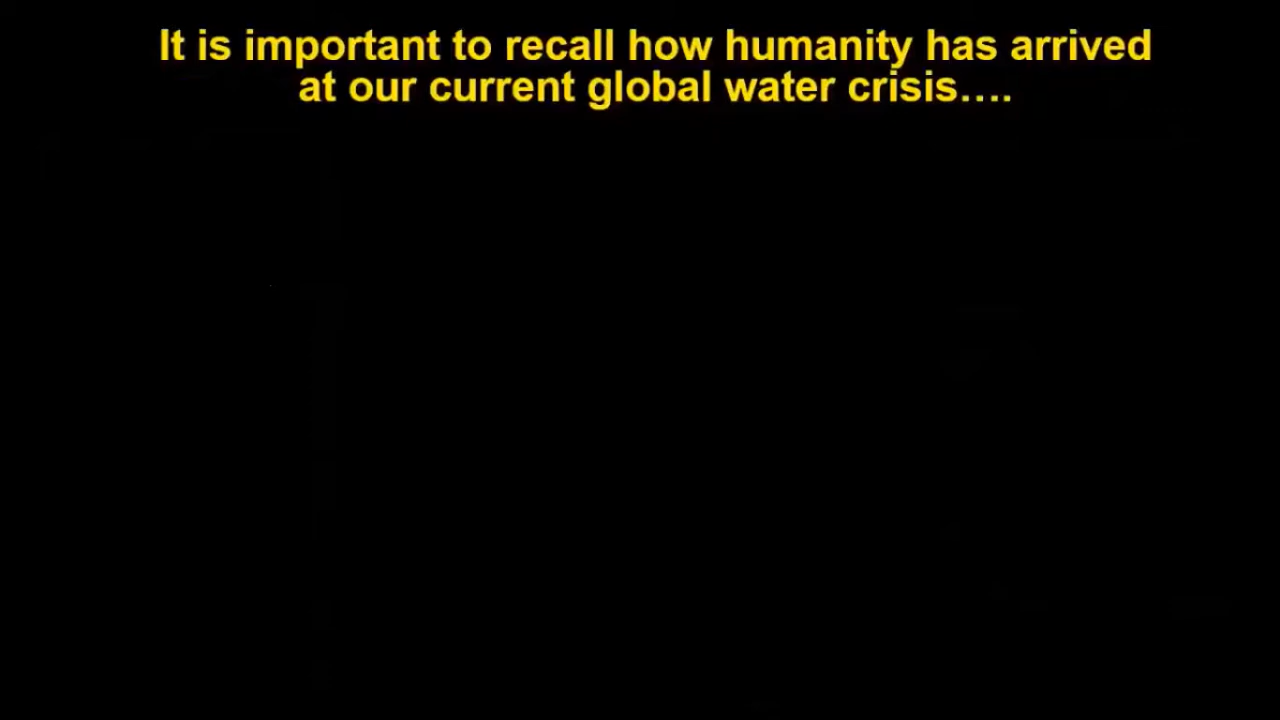 It is important to recall how humanity has arrived
at our current global water crisis….